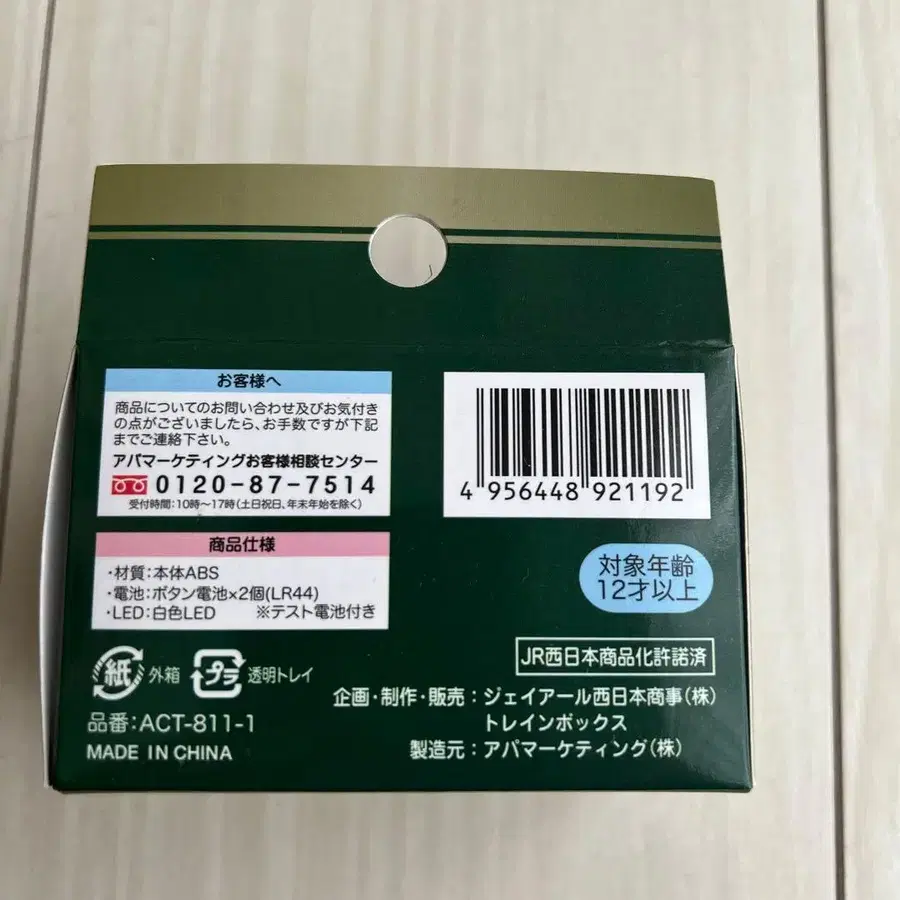 お客様へ
商品についてのお問い合わせ及びお気付き
の点がございましたら、お手数ですが下記
までご連絡下さい。
アパマーケティングお客様相談センター
0120-87-7514
受付時間:10時〜17時(土日祝日、年末年始を除く)
4 956448 921192
商品仕様
・材質:本体ABS
・電池:ボタン電池×2個(LR44)
・LED:白色LED ※テスト電池付き
対象年齢
12才以上
紙 外箱 プラ 透明トレイ
品番:ACT-811-1
MADE IN CHINA
JR西日本商品化許諾済
企画・制作・販売:ジェイアール西日本商事(株)
トレインボックス
製造元:アパマーケティング(株)